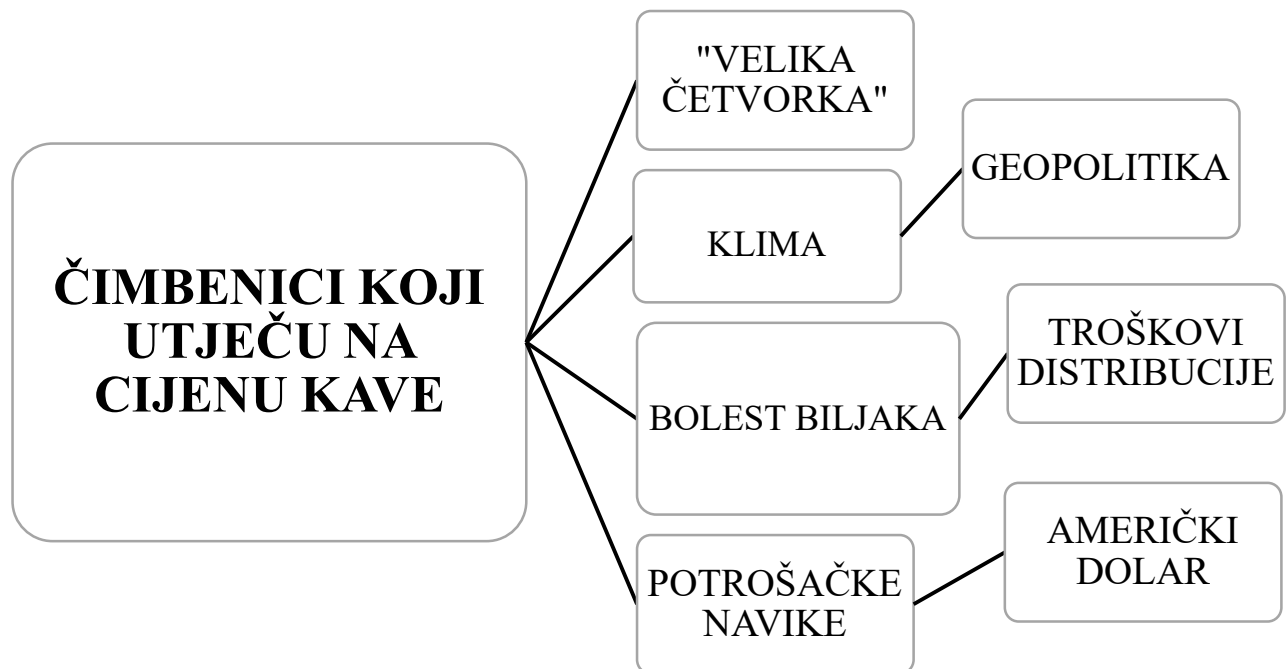 ČIMBENICI KOJI
UTJEČU NA
CIJENU KAVE
"VELIKA
ČETVORKA"
KLIMA
GEOPOLITIKA
BOLEST BILJAKA
TROŠKOVI
DISTRIBUCIJE
POTROŠAČKE
NAVIKE
AMERIČKI
DOLAR